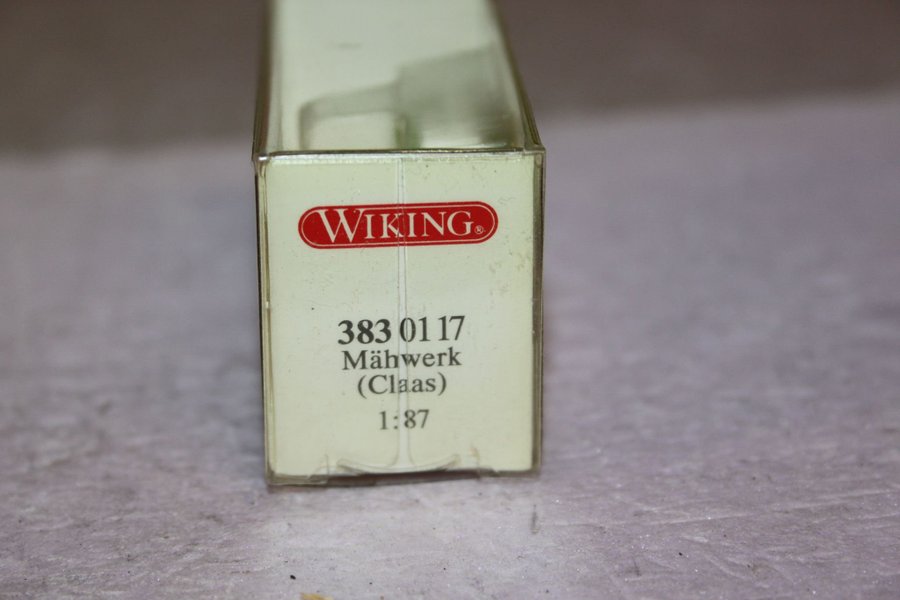 WIKING®
383 01 17
Mähwerk
(Claas)
1:87